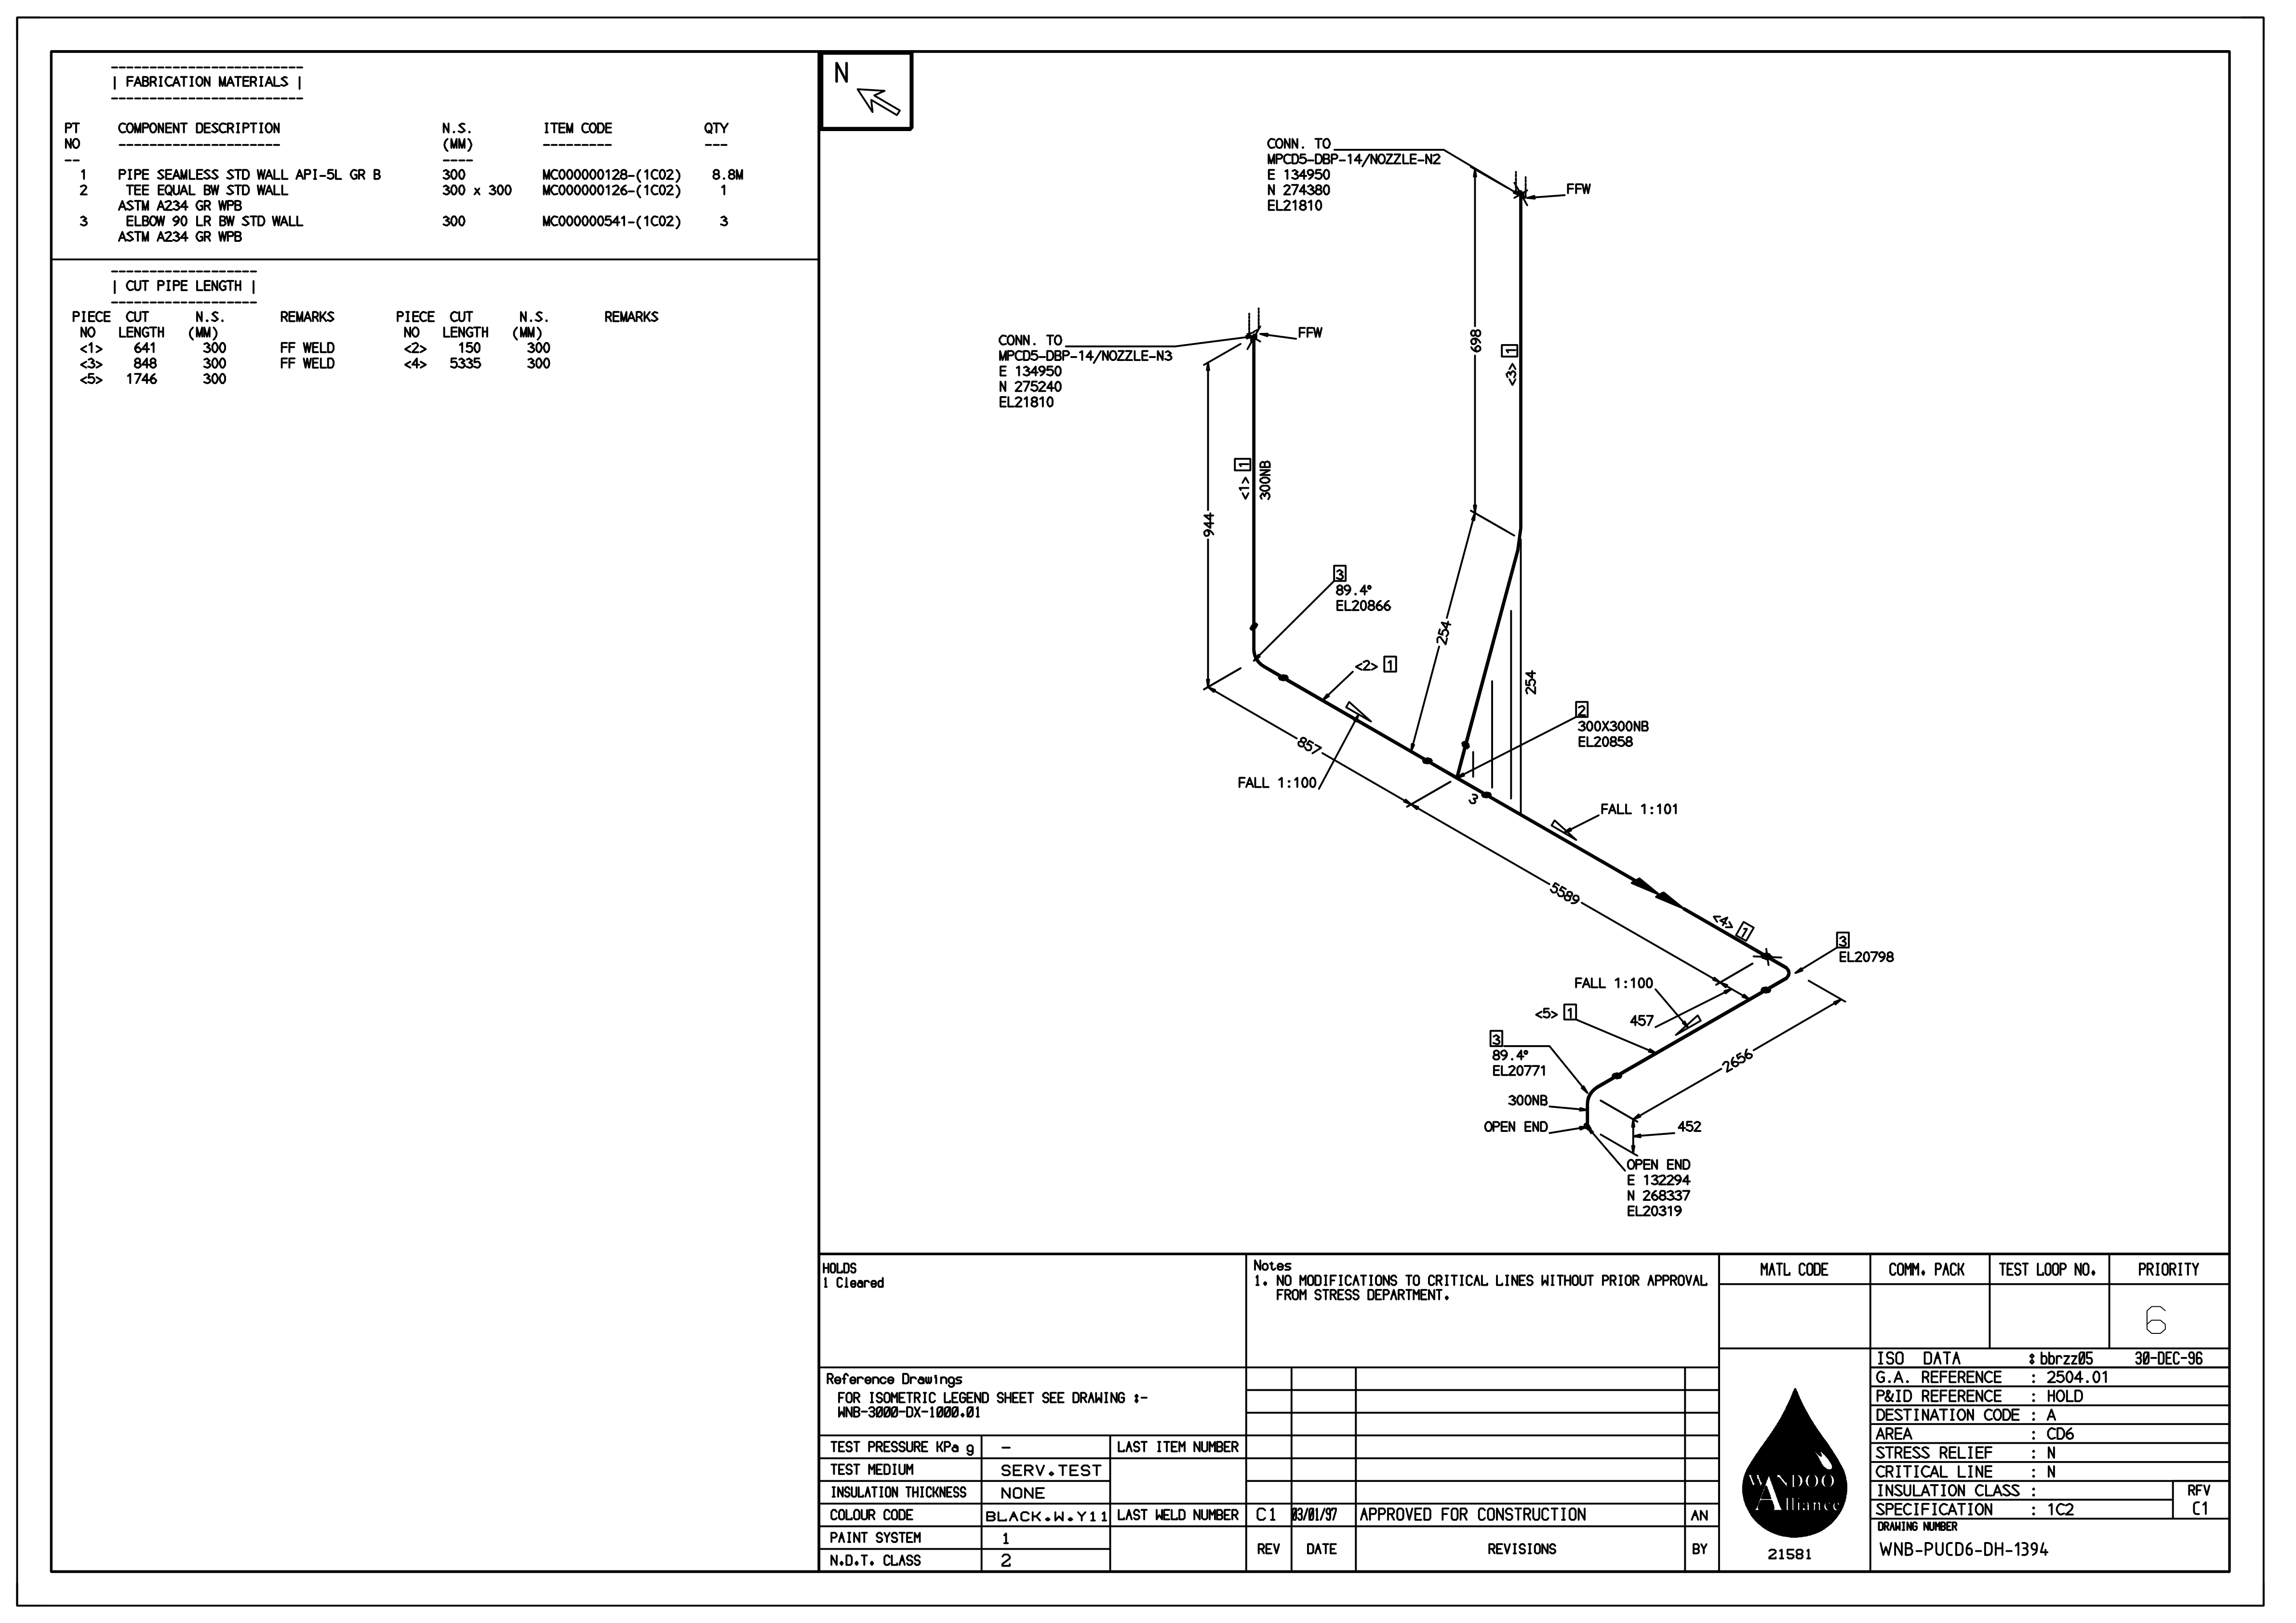 | FABRICATION MATERIALS |
PT NO COMPONENT DESCRIPTION N.S. (MM) ITEM CODE QTY
1 PIPE SEAMLESS STD WALL API-5L GR B 300 MC000000128-(1C02) 8.8M
2 TEE EQUAL BW STD WALL 300 x 300 MC000000126-(1C02) 1
ASTM A234 GR WPB
3 ELBOW 90 LR BW STD WALL 300 MC000000541-(1C02) 3
ASTM A234 GR WPB
| CUT PIPE LENGTH |
PIECE CUT N.S. REMARKS PIECE CUT N.S. REMARKS
NO LENGTH (MM) NO LENGTH (MM)
<1> 641 300 FF WELD <2> 150 300
<3> 848 300 FF WELD <4> 5335 300
<5> 1746 300
N
CONN. TO
MPCD5-DBP-14/NOZZLE-N2
E 134950
N 274380
EL21810
FFW
698
<3> 1
CONN. TO
MPCD5-DBP-14/NOZZLE-N3
E 134950
N 275240
EL21810
FFW
<1> 1
300NB
944
3
89.4°
EL20866
254
<2> 1
254
2
300X300NB
EL20858
857
FALL 1:100
3
FALL 1:101
5589
<4> 1
3
EL20798
FALL 1:100
<5> 1
457
3
89.4°
EL20771
2656
300NB
OPEN END
452
OPEN END
E 132294
N 268337
EL20319
HOLDS
1 Cleared
Notes
1. NO MODIFICATIONS TO CRITICAL LINES WITHOUT PRIOR APPROVAL
FROM STRESS DEPARTMENT.
MATL CODE COMM. PACK TEST LOOP NO. PRIORITY
6
Reference Drawings
FOR ISOMETRIC LEGEND SHEET SEE DRAWING :-
WNB-3000-DX-1000.01
TEST PRESSURE KPa g - LAST ITEM NUMBER
TEST MEDIUM SERV.TEST
INSULATION THICKNESS NONE
COLOUR CODE BLACK.W.Y11 LAST WELD NUMBER
PAINT SYSTEM 1
N.D.T. CLASS 2
C1 03/01/97 APPROVED FOR CONSTRUCTION AN
REV DATE REVISIONS BY
WANDOO
Alliance
21581
ISO DATA : bbrzz05 30-DEC-96
G.A. REFERENCE : 2504.01
P&ID REFERENCE : HOLD
DESTINATION CODE : A
AREA : CD6
STRESS RELIEF : N
CRITICAL LINE : N
INSULATION CLASS : RFV
SPECIFICATION : 1C2 C1
DRAWING NUMBER
WNB-PUCD6-DH-1394